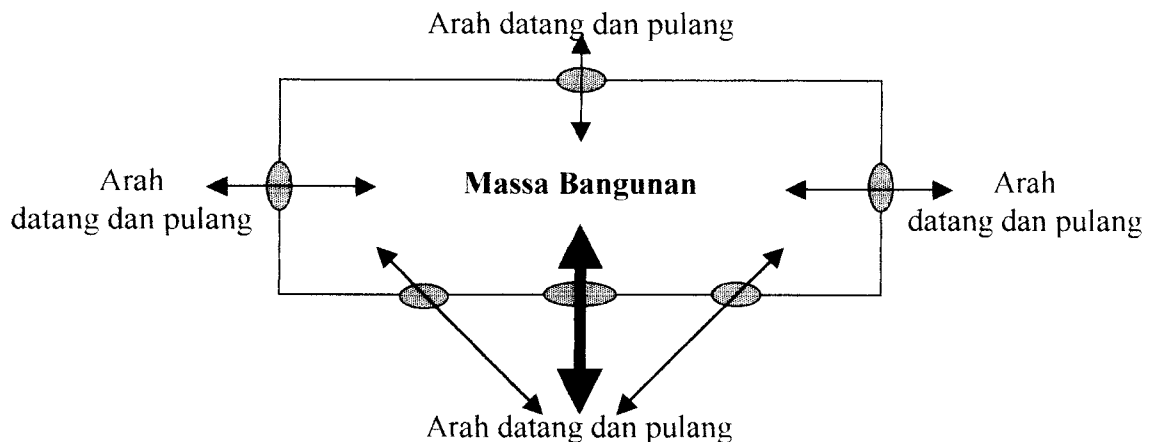 Arah datang dan pulang
Arah
datang dan pulang
Massa Bangunan
Arah
datang dan pulang
Arah datang dan pulang